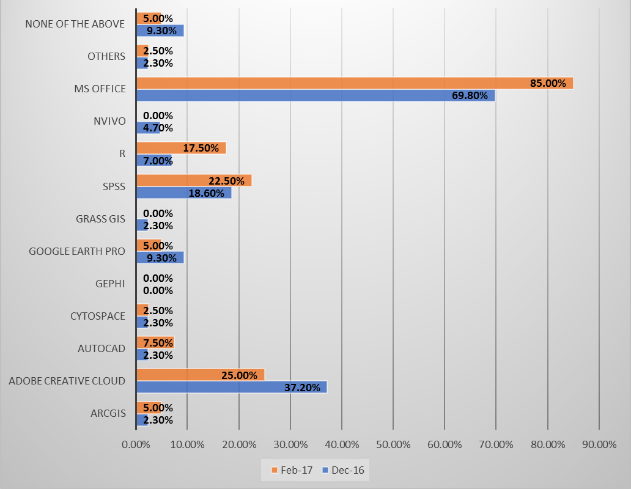 NONE OF THE ABOVE
5.00%
9.30%
OTHERS
2.50%
2.30%
MS OFFICE
85.00%
69.80%
NVIVO
0.00%
4.70%
R
17.50%
7.00%
SPSS
22.50%
18.60%
GRASS GIS
0.00%
2.30%
GOOGLE EARTH PRO
5.00%
9.30%
GEPHI
0.00%
0.00%
CYTOSPACE
2.50%
2.30%
AUTOCAD
7.50%
2.30%
ADOBE CREATIVE CLOUD
25.00%
37.20%
ARCGIS
5.00%
2.30%
0.00% 10.00% 20.00% 30.00% 40.00% 50.00% 60.00% 70.00% 80.00% 90.00%
Feb-17 Dec-16